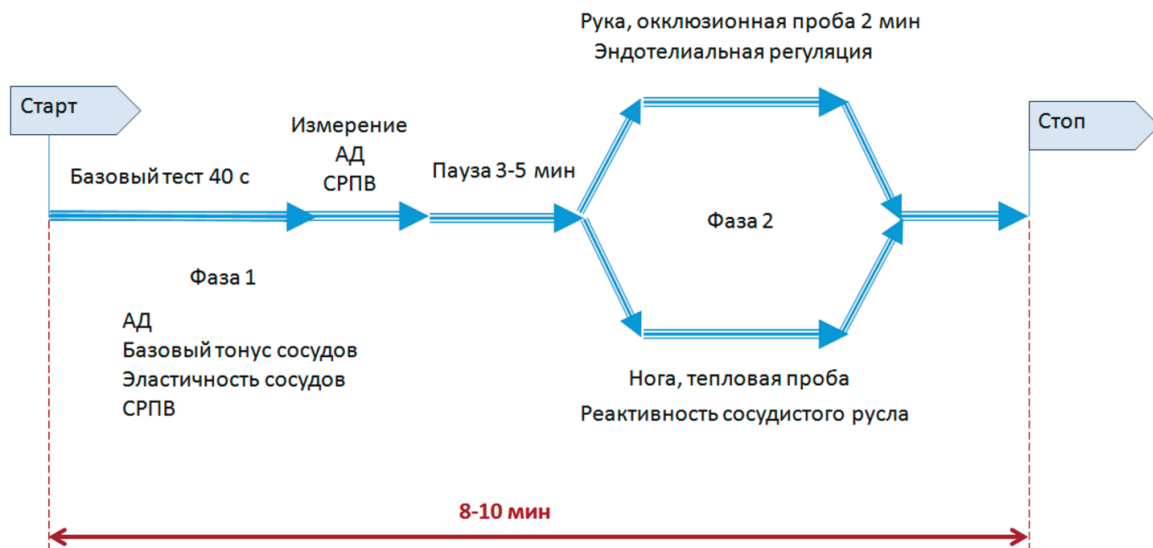 Рука, окклюзионная проба 2 мин
Эндотелиальная регуляция
Старт
Стоп
Измерение
АД
СРПВ
Базовый тест 40 с
Пауза 3-5 мин
Фаза 2
Фаза 1
АД
Базовый тонус сосудов
Эластичность сосудов
СРПВ
Нога, тепловая проба
Реактивность сосудистого русла
8-10 мин